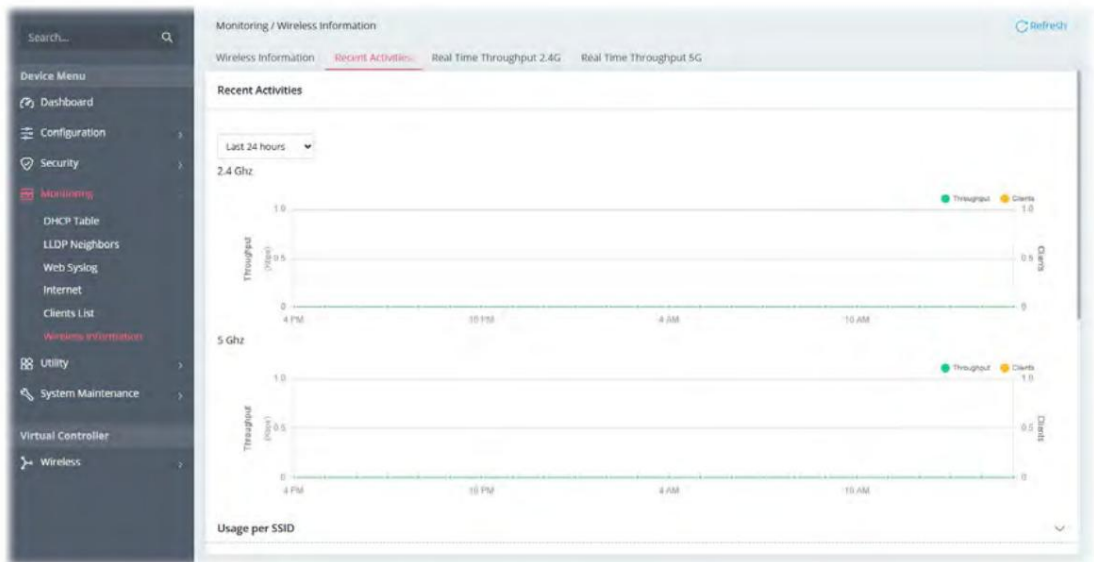 Search...
Device Menu
Dashboard
Configuration
Security
Monitoring
DHCP Table
LLDP Neighbors
Web Syslog
Internet
Clients List
Wireless Information
Utility
System Maintenance
Virtual Controller
Wireless
Monitoring / Wireless Information
Refresh
Wireless Information Recent Activities Real Time Throughput 2.4G Real Time Throughput 5G
Recent Activities
Last 24 hours
2.4 Ghz
Throughput Clients
1.0 1.0
Throughput
(Kbps)
0.5 0.5
Clients
0 0
4 PM 10 PM 4 AM 10 AM
5 Ghz
Throughput Clients
1.0 1.0
Throughput
(Kbps)
0.5 0.5
Clients
0 0
4 PM 10 PM 4 AM 10 AM
Usage per SSID